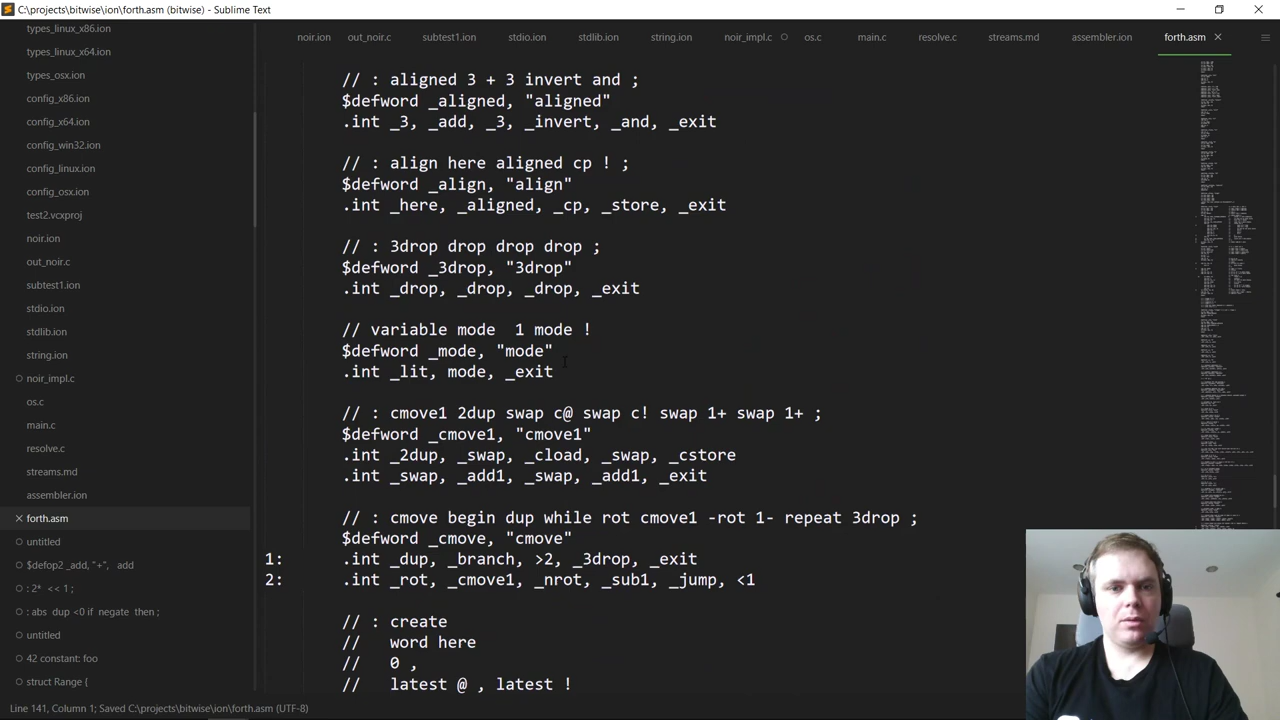 C:\projects\bitwise\ion\forth.asm (bitwise) - Sublime Text
types_linux_x86.ion
types_linux_x64.ion
types_osx.ion
config_x86.ion
config_x64.ion
config_win32.ion
config_linux.ion
config_osx.ion
test2.vcxproj
noir.ion
out_noir.c
subtest1.ion
stdio.ion
stdlib.ion
string.ion
noir_impl.c
os.c
main.c
resolve.c
streams.md
assembler.ion
forth.asm
untitled
$defop2 _add, "+", add
: 2* << 1 ;
: abs dup <0 if negate then ;
untitled
42 constant: foo
struct Range {
noir.ion out_noir.c subtest1.ion stdio.ion stdlib.ion string.ion noir_impl.c os.c main.c resolve.c streams.md assembler.ion forth.asm
// : aligned 3 + 3 invert and ;
$defword _aligned, "aligned"
.int _3, _add, _3, _invert, _and, _exit
// : align here aligned cp ! ;
$defword _align, "align"
.int _here, _aligned, _cp, _store, _exit
// : 3drop drop drop drop ;
$defword _3drop, "3drop"
.int _drop, _drop, _drop, _exit
// variable mode 1 mode !
$defword _mode, "mode"
.int _lit, mode, _exit
// : cmove1 2dup swap c@ swap c! swap 1+ swap 1+ ;
$defword _cmove1, "cmove1"
.int _2dup, _swap, _cload, _swap, _cstore
.int _swap, _add1, _swap, _add1, _exit
// : cmove begin dup while rot cmove1 -rot 1- repeat 3drop ;
$defword _cmove, "cmove"
1: .int _dup, _branch, >2, _3drop, _exit
2: .int _rot, _cmove1, _nrot, _sub1, _jump, <1
// : create
// word here
// 0 ,
// latest @ , latest !
Line 141, Column 1; Saved C:\projects\bitwise\ion\forth.asm (UTF-8)